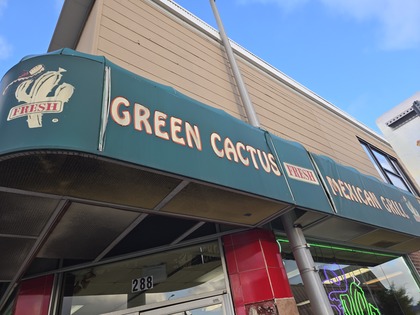 FRESH
GREEN CACTUS
FRESH
MEXICAN GRILL
288